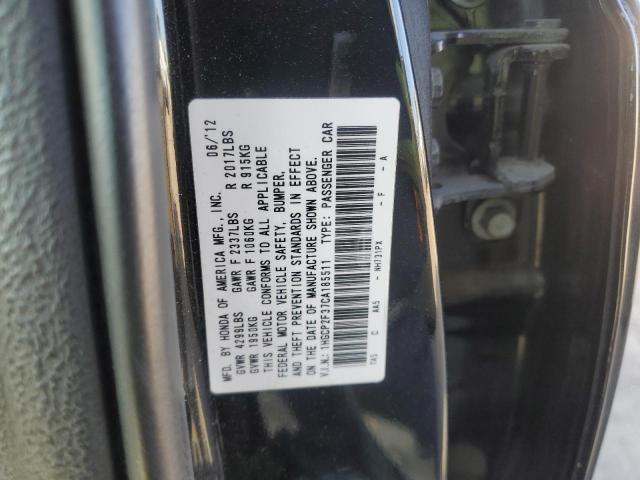 MFD. BY HONDA OF AMERICA MFG., INC. 06/'12
GVWR 4299LBS GAWR F 2337LBS R 2017LBS
GVWR 1950KG GAWR F 1060KG R 915KG
THIS VEHICLE CONFORMS TO ALL APPLICABLE
FEDERAL MOTOR VEHICLE SAFETY, BUMPER,
AND THEFT PREVENTION STANDARDS IN EFFECT
ON THE DATE OF MANUFACTURE SHOWN ABOVE.
V.I.N.: 1HGCP2F37CA185511 TYPE: PASSENGER CAR
TA5 C AA5 - NH731PX - F - A